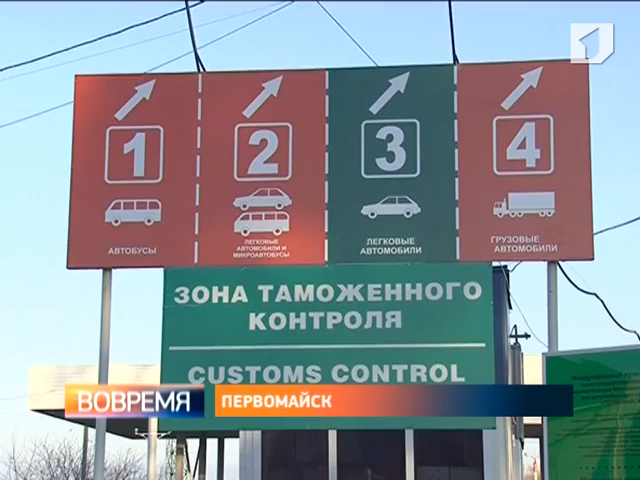 1
1
2
3
4
АВТОБУСЫ
ЛЕГКОВЫЕ
АВТОМОБИЛИ И
МИКРОАВТОБУСЫ
ЛЕГКОВЫЕ
АВТОМОБИЛИ
ГРУЗОВЫЕ
АВТОМОБИЛИ
ЗОНА ТАМОЖЕННОГО
КОНТРОЛЯ
CUSTOMS CONTROL
ВОВРЕМЯ
ПЕРВОМАЙСК